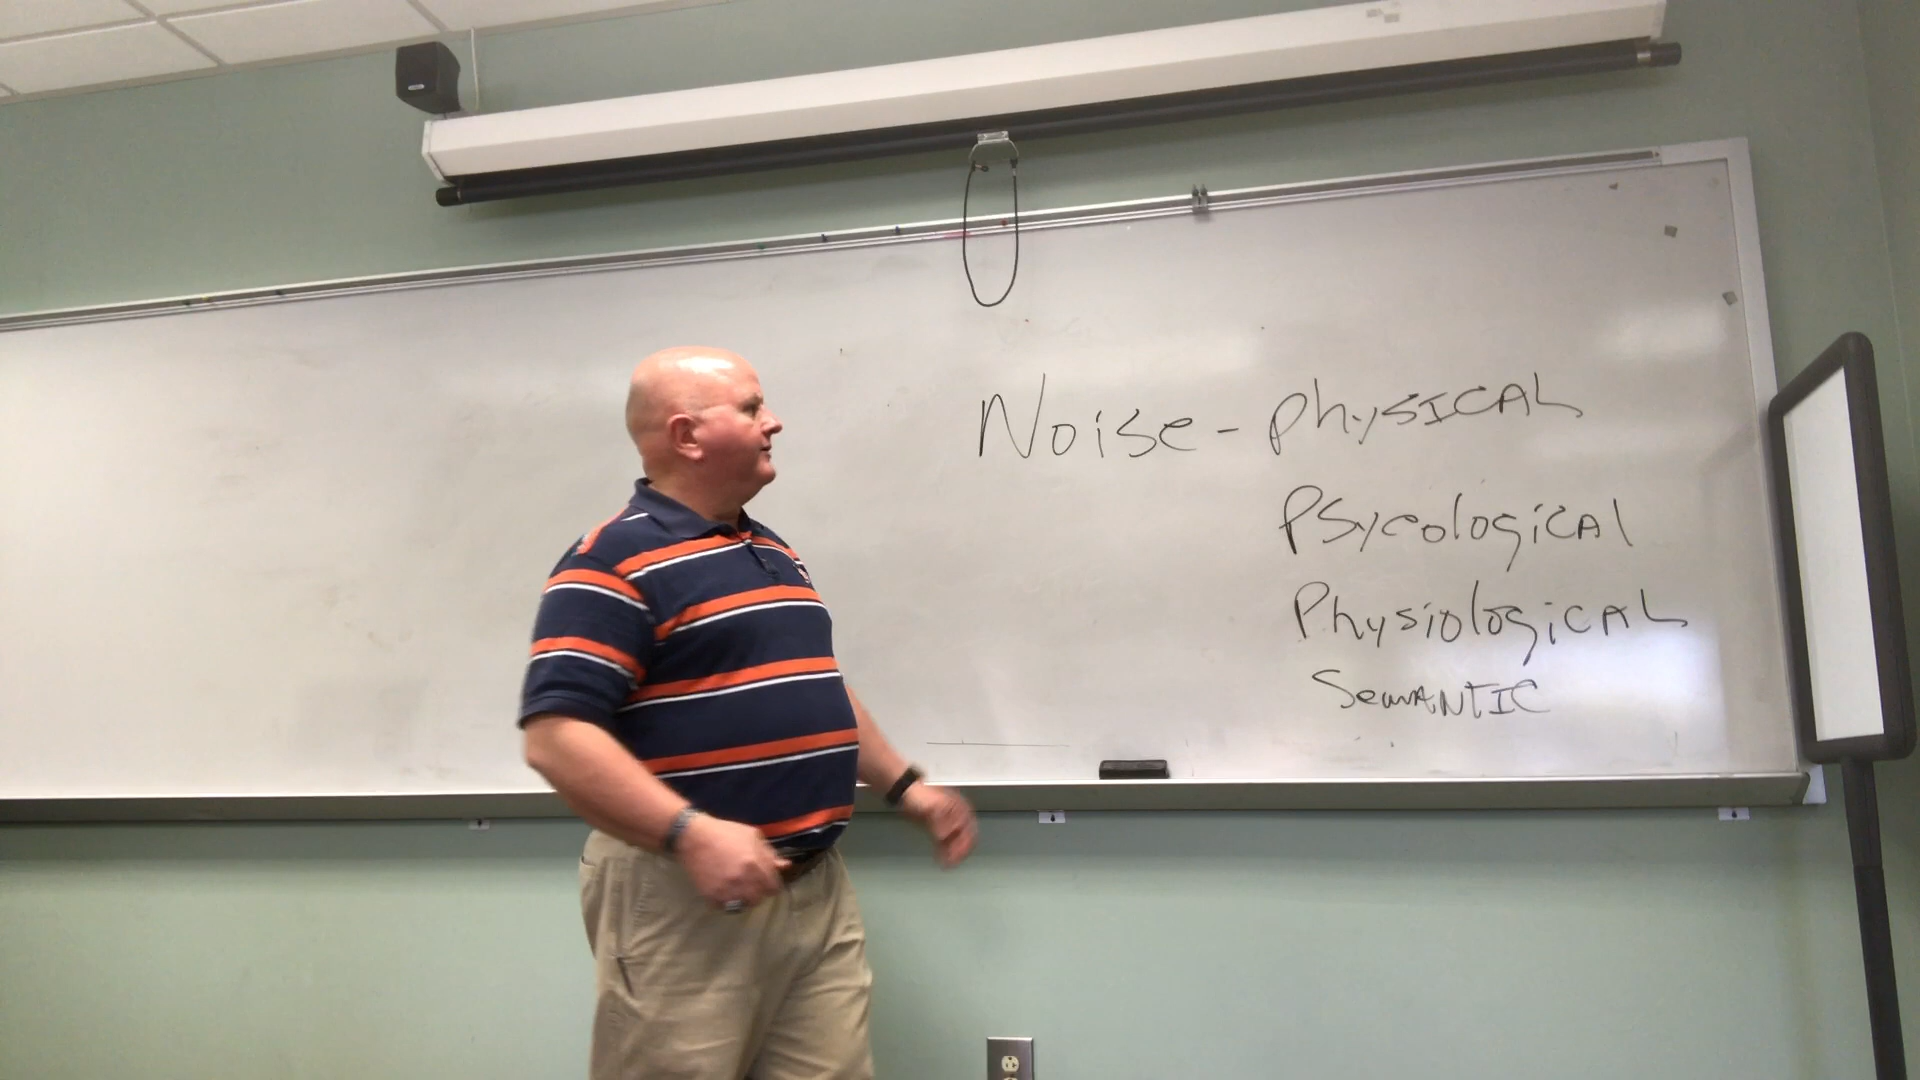 Noise - PhysICAL
PSycologicAl
PhysiologicAL
SemANTIC